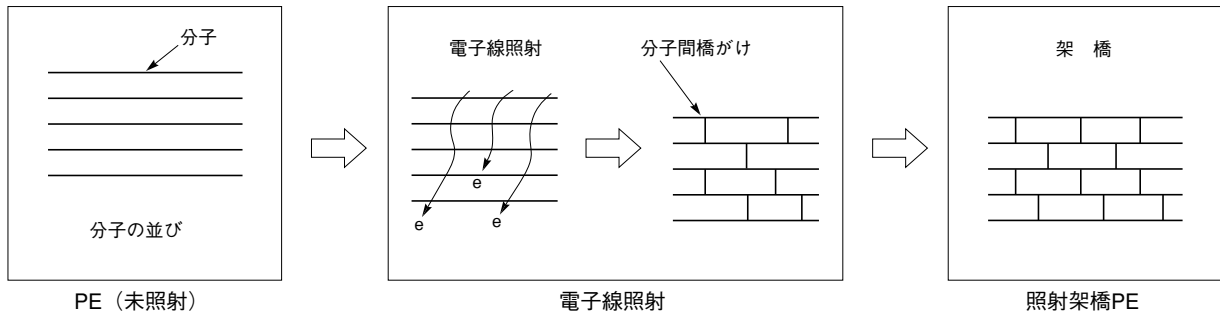 分子
分子の並び
PE（未照射）
電子線照射
e
e
e
分子間橋がけ
電子線照射
架　橋
照射架橋PE